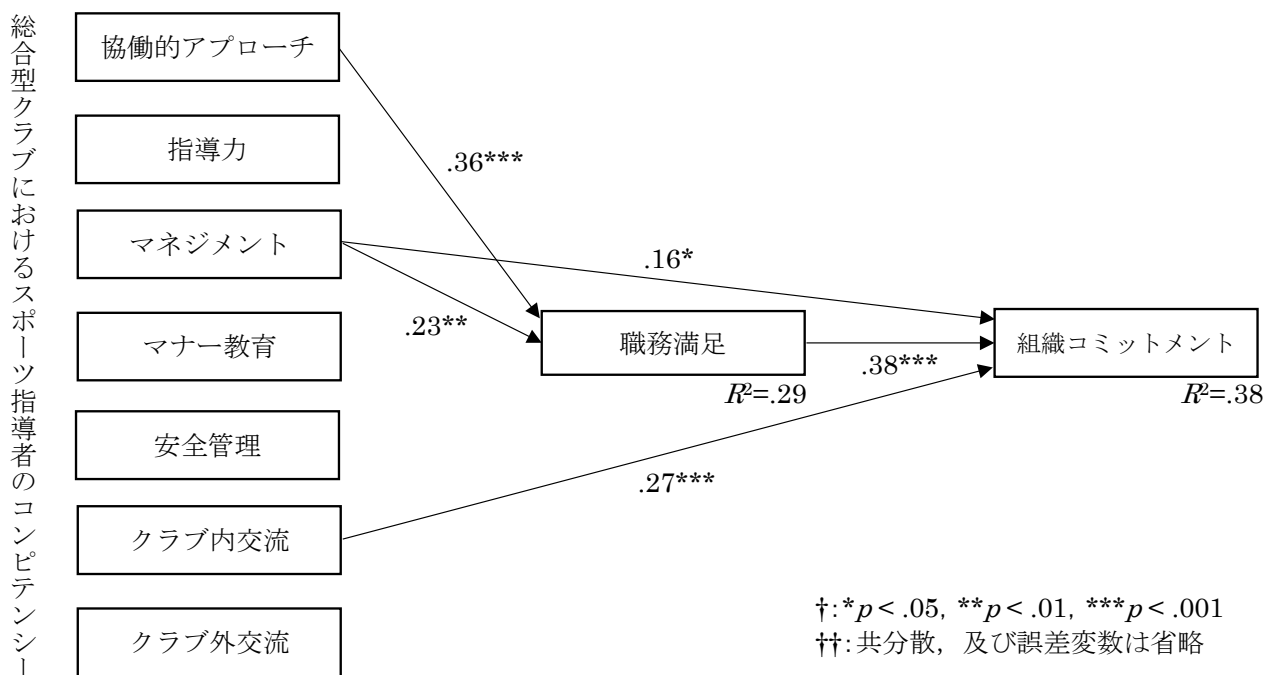 総合型クラブにおけるスポーツ指導者のコンピテンシー
協働的アプローチ
指導力
マネジメント
マナー教育
安全管理
クラブ内交流
クラブ外交流
.36***
.23**
.16*
職務満足
R²=.29
.38***
.27***
組織コミットメント
R²=.38
†:*p < .05, **p < .01, ***p < .001
††:共分散，及び誤差変数は省略